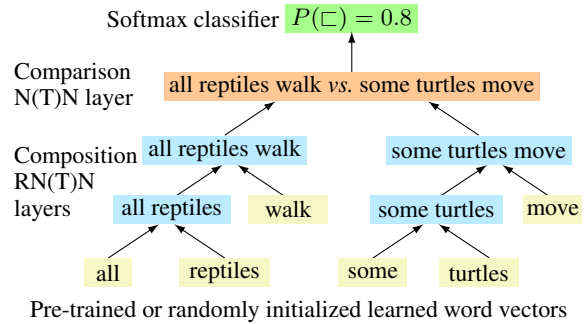 Softmax classifier P(⊏) = 0.8
Comparison
N(T)N layer
all reptiles walk vs. some turtles move
Composition
RN(T)N
layers
all reptiles walk some turtles move
all reptiles walk some turtles move
all reptiles some turtles
Pre-trained or randomly initialized learned word vectors